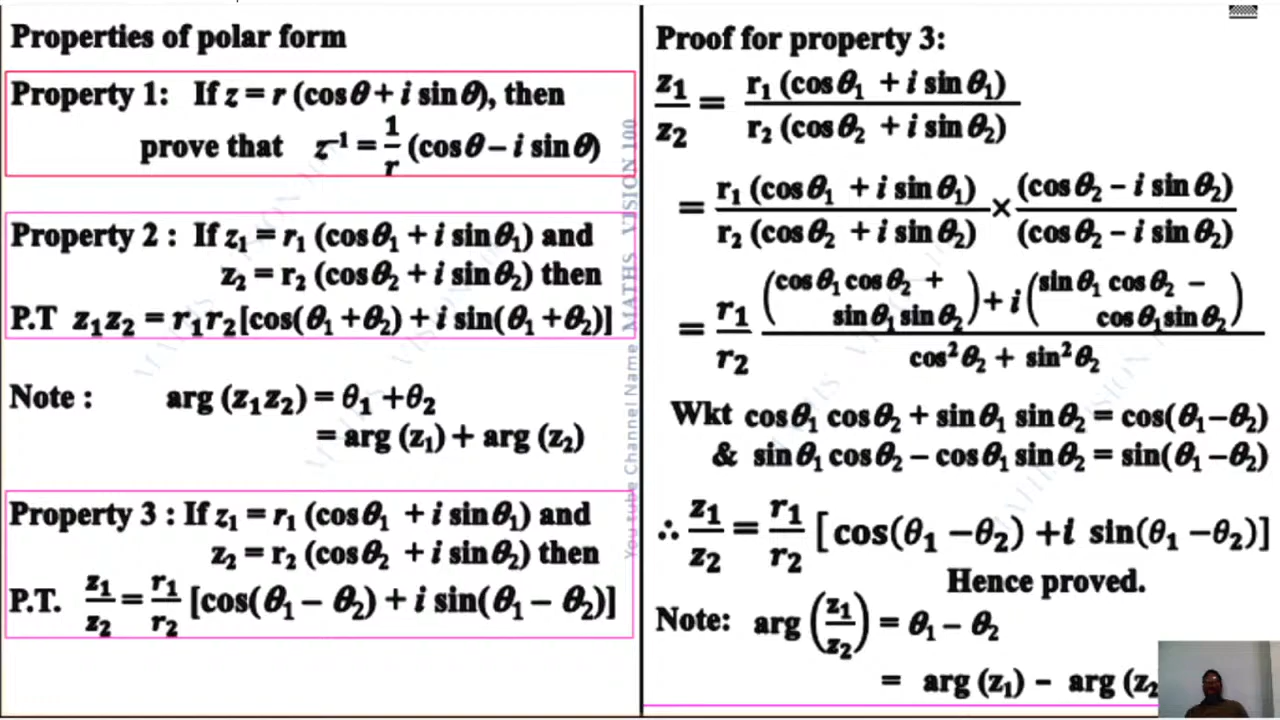 Properties of polar form
Property 1: If z = r (cosθ + i sinθ), then
prove that z⁻¹ = 1/r (cosθ – i sinθ)
Property 2 : If z₁ = r₁ (cosθ₁ + i sinθ₁) and
z₂ = r₂ (cosθ₂ + i sinθ₂) then
P.T z₁z₂ = r₁r₂[cos(θ₁ +θ₂) + i sin(θ₁ +θ₂)]
Note : arg (z₁z₂) = θ₁ +θ₂
= arg (z₁) + arg (z₂)
Property 3 : If z₁ = r₁ (cosθ₁ + i sinθ₁) and
z₂ = r₂ (cosθ₂ + i sinθ₂) then
P.T. z₁/z₂ = r₁/r₂ [cos(θ₁ – θ₂) + i sin(θ₁ – θ₂)]
You tube Channel Name MATHS VISION 100
Proof for property 3:
z₁/z₂ = r₁ (cosθ₁ + i sinθ₁) / r₂ (cosθ₂ + i sinθ₂)
= r₁ (cosθ₁ + i sinθ₁) / r₂ (cosθ₂ + i sinθ₂) × (cosθ₂ – i sinθ₂) / (cosθ₂ – i sinθ₂)
= r₁/r₂ (cosθ₁ cosθ₂ + sinθ₁ sinθ₂) + i (sinθ₁ cosθ₂ – cosθ₁ sinθ₂) / cos²θ₂ + sin²θ₂
Wkt cosθ₁ cosθ₂ + sinθ₁ sinθ₂ = cos(θ₁–θ₂)
& sinθ₁ cosθ₂ – cosθ₁ sinθ₂ = sin(θ₁ –θ₂)
∴ z₁/z₂ = r₁/r₂ [ cos(θ₁ –θ₂) +i sin(θ₁ –θ₂)]
Hence proved.
Note: arg (z₁/z₂) = θ₁ – θ₂
= arg (z₁) – arg (z₂